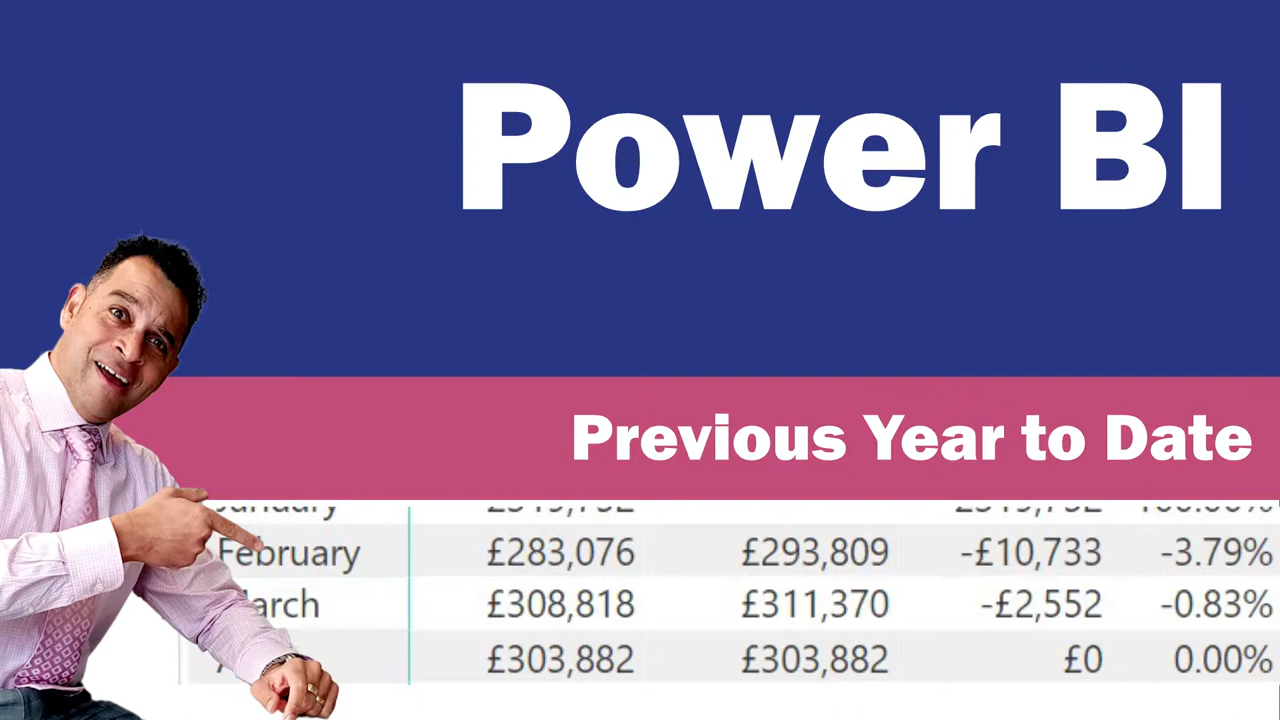 Power BI
Previous Year to Date
February £283,076 £293,809 -£10,733 -3.79%
March £308,818 £311,370 -£2,552 -0.83%
£303,882 £303,882 £0 0.00%